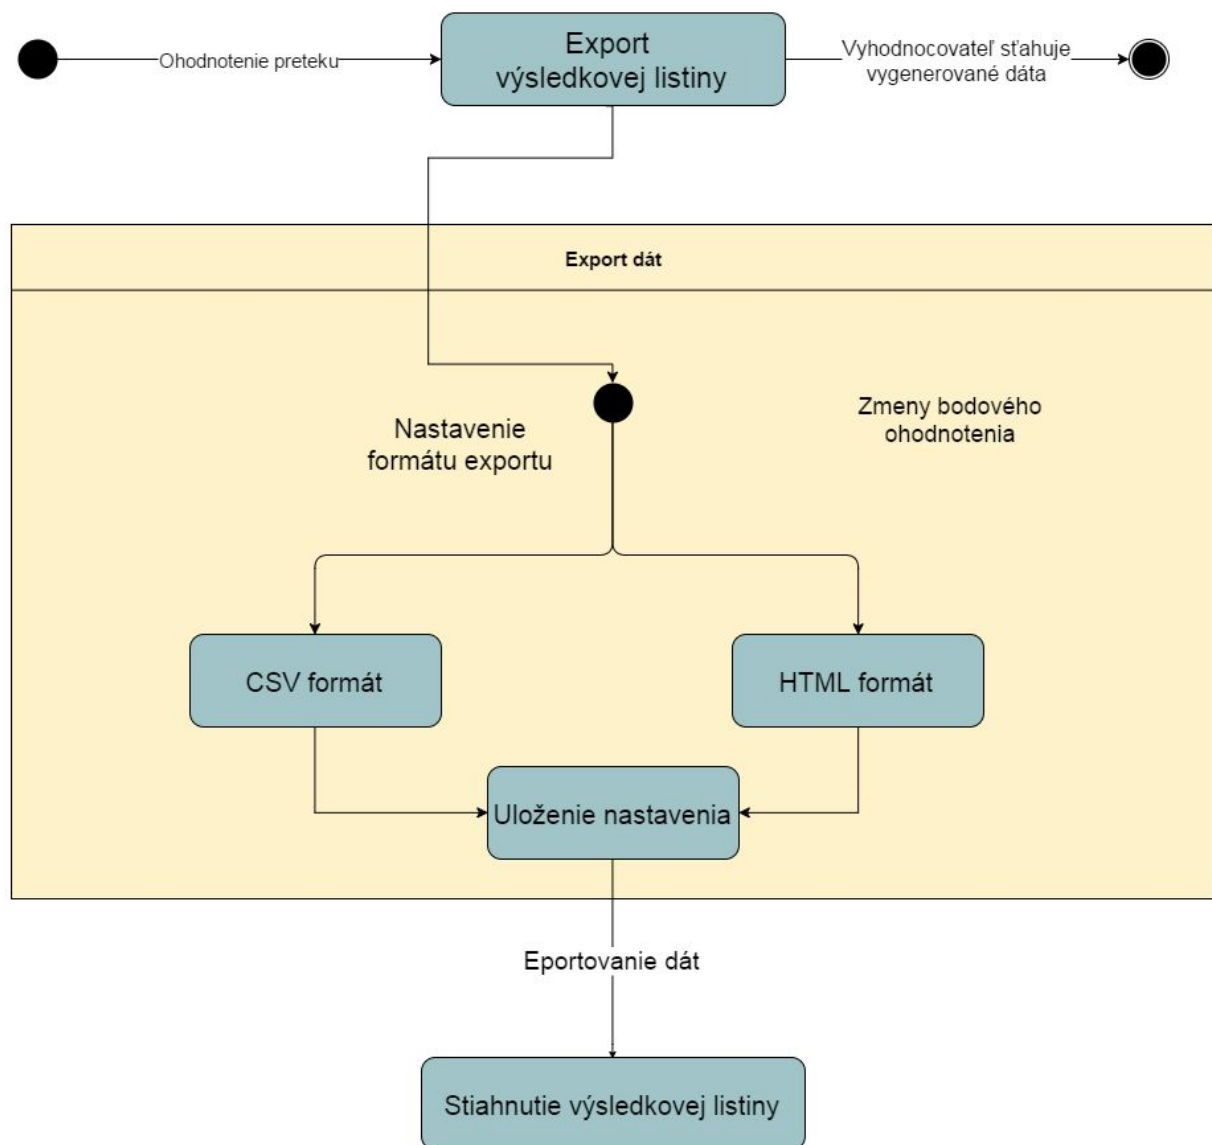 Ohodnotenie preteku
Export
výsledkovej listiny
Vyhodnocovateľ sťahuje
vygenerované dáta
Export dát
Nastavenie
formátu exportu
Zmeny bodového
ohodnotenia
CSV formát
HTML formát
Uloženie nastavenia
Eportovanie dát
Stiahnutie výsledkovej listiny